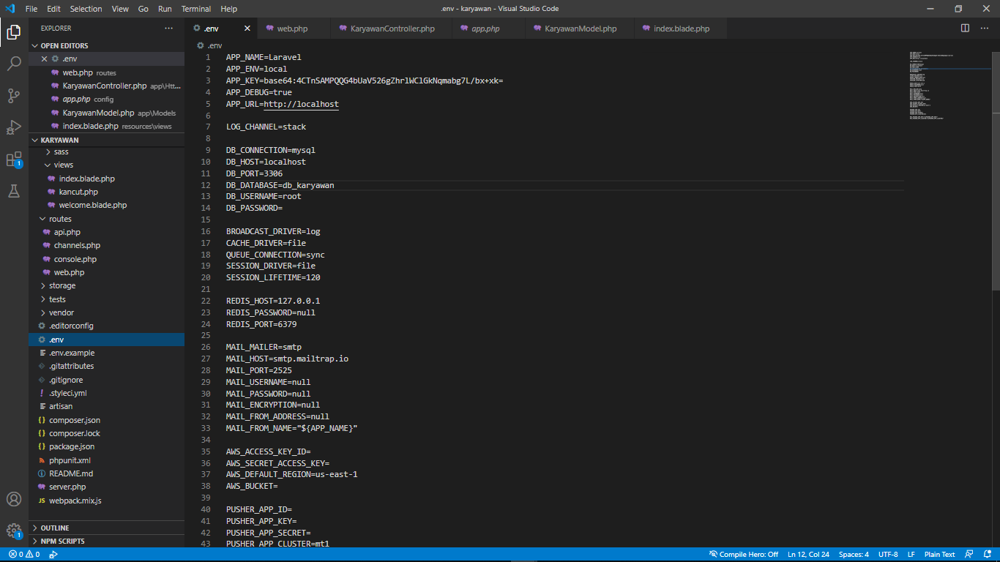 File Edit Selection View Go Run Terminal Help
.env - karyawan - Visual Studio Code
EXPLORER
OPEN EDITORS
.env
web.php routes
KaryawanController.php app\Htt...
app.php config
KaryawanModel.php app\Models
index.blade.php resources\views
KARYAWAN
sass
views
index.blade.php
kancut.php
welcome.blade.php
routes
api.php
channels.php
console.php
web.php
storage
tests
vendor
.editorconfig
.env
.env.example
.gitattributes
.gitignore
.styleci.yml
artisan
composer.json
composer.lock
package.json
phpunit.xml
README.md
server.php
webpack.mix.js
OUTLINE
NPM SCRIPTS
.env web.php KaryawanController.php app.php KaryawanModel.php index.blade.php
.env
1 APP_NAME=Laravel
2 APP_ENV=local
3 APP_KEY=base64:4CTnSAMPQQG4bUaV526gZhrlWClGkNqmabg7L/bx+xk=
4 APP_DEBUG=true
5 APP_URL=http://localhost
6
7 LOG_CHANNEL=stack
8
9 DB_CONNECTION=mysql
10 DB_HOST=localhost
11 DB_PORT=3306
12 DB_DATABASE=db_karyawan
13 DB_USERNAME=root
14 DB_PASSWORD=
15
16 BROADCAST_DRIVER=log
17 CACHE_DRIVER=file
18 QUEUE_CONNECTION=sync
19 SESSION_DRIVER=file
20 SESSION_LIFETIME=120
21
22 REDIS_HOST=127.0.0.1
23 REDIS_PASSWORD=null
24 REDIS_PORT=6379
25
26 MAIL_MAILER=smtp
27 MAIL_HOST=smtp.mailtrap.io
28 MAIL_PORT=2525
29 MAIL_USERNAME=null
30 MAIL_PASSWORD=null
31 MAIL_ENCRYPTION=null
32 MAIL_FROM_ADDRESS=null
33 MAIL_FROM_NAME="${APP_NAME}"
34
35 AWS_ACCESS_KEY_ID=
36 AWS_SECRET_ACCESS_KEY=
37 AWS_DEFAULT_REGION=us-east-1
38 AWS_BUCKET=
39
40 PUSHER_APP_ID=
41 PUSHER_APP_KEY=
42 PUSHER_APP_SECRET=
43 PUSHER_APP_CLUSTER=mt1
1
1
0 0
Compile Hero: Off Ln 12, Col 24 Spaces: 4 UTF-8 LF Plain Text